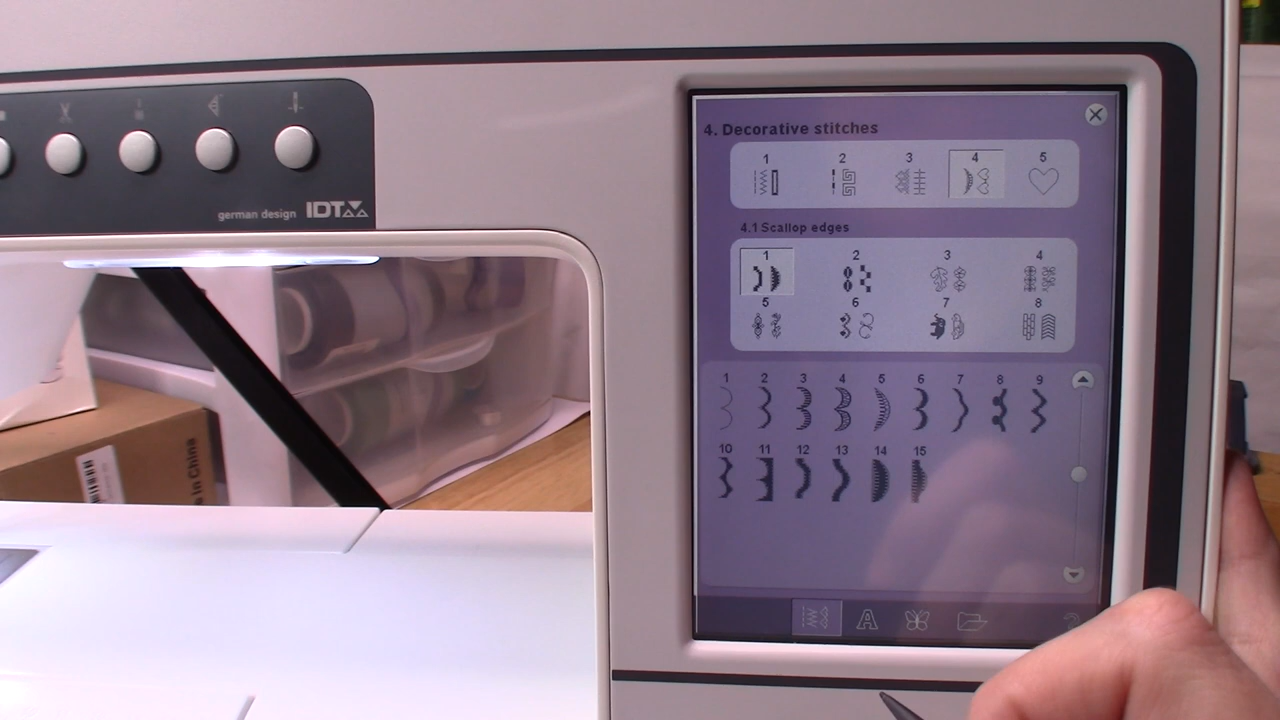 german design IDT
in China
4. Decorative stitches
1 2 3 4 5
4.1 Scallop edges
1 2 3 4
5 6 7 8
1 2 3 4 5 6 7 8 9
10 11 12 13 14 15
A